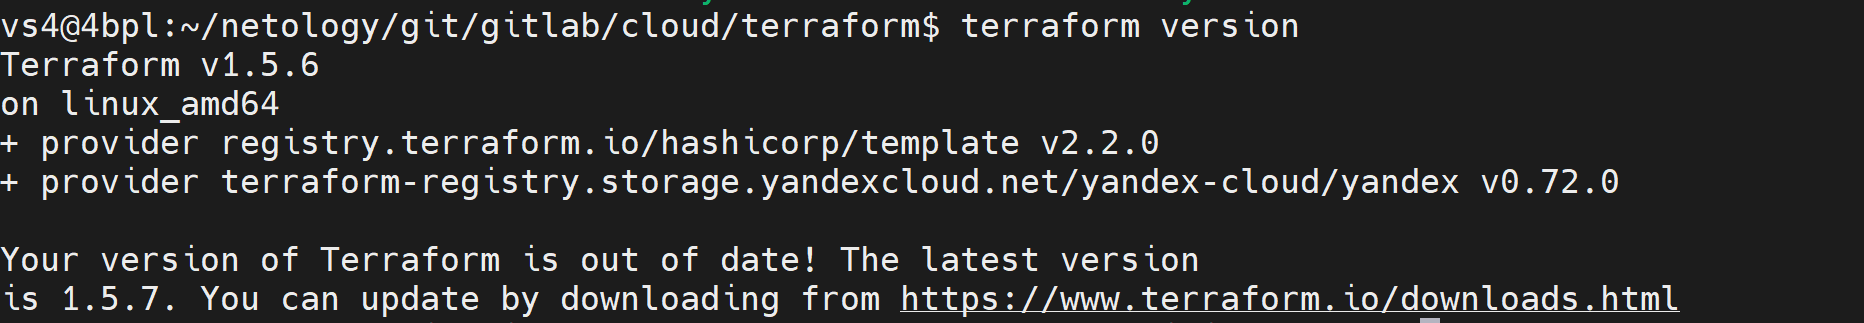 vs4@4bpl:~/netology/git/gitlab/cloud/terraform$ terraform version
Terraform v1.5.6
on linux_amd64
+ provider registry.terraform.io/hashicorp/template v2.2.0
+ provider terraform-registry.storage.yandexcloud.net/yandex-cloud/yandex v0.72.0

Your version of Terraform is out of date! The latest version
is 1.5.7. You can update by downloading from https://www.terraform.io/downloads.html